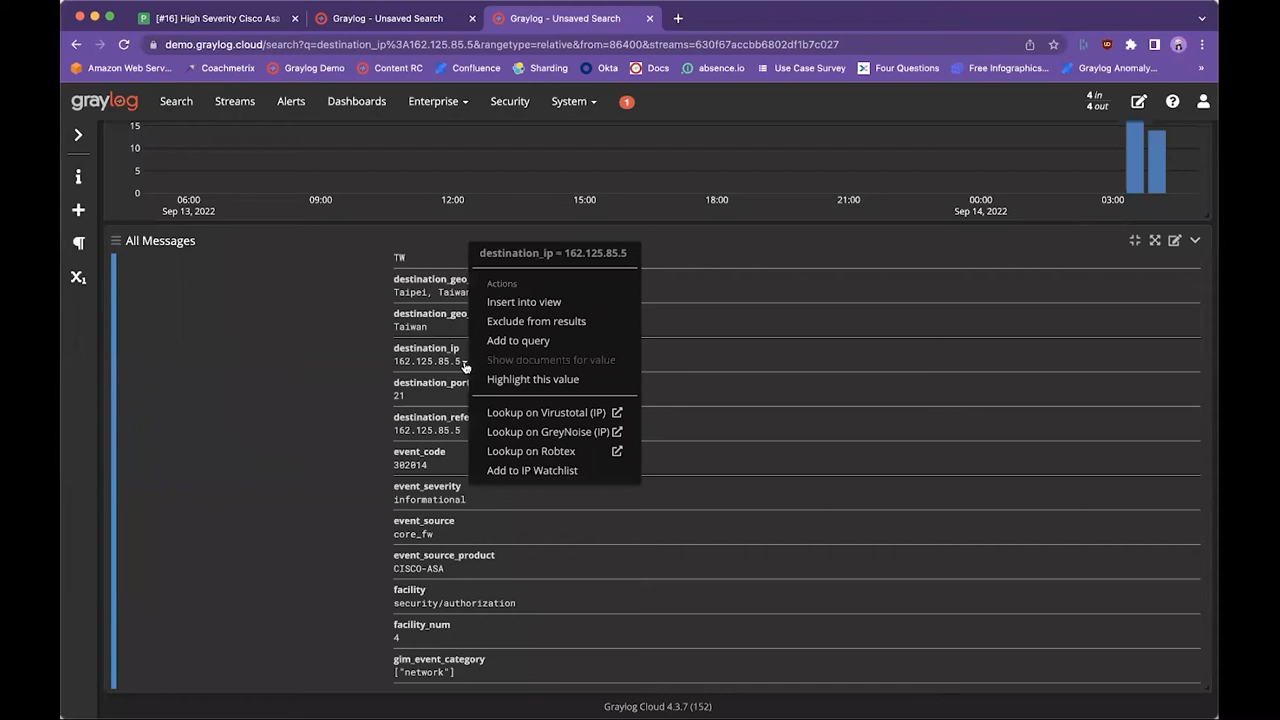 [#16] High Severity Cisco Asa
Graylog - Unsaved Search
Graylog - Unsaved Search
demo.graylog.cloud/search?q=destination_ip%3A162.125.85.5&rangetype=relative&from=86400&streams=630f67accbb6802df1b7c027
Amazon Web Serv...
Coachmetrix
Graylog Demo
Content RC
Confluence
Sharding
Okta
Docs
absence.io
Use Case Survey
Four Questions
Free Infographics...
Graylog Anomaly...
»
graylog
Search
Streams
Alerts
Dashboards
Enterprise
Security
System
1
4 in
4 out
15
10
5
0
06:00
Sep 13, 2022
09:00
12:00
15:00
18:00
21:00
00:00
Sep 14, 2022
03:00
All Messages
TW
destination_geo_
Taipei, Taiwan
destination_geo_
Taiwan
destination_ip
162.125.85.5
destination_port
21
destination_refe
162.125.85.5
event_code
302014
event_severity
informational
event_source
core_fw
event_source_product
CISCO-ASA
facility
security/authorization
facility_num
4
gim_event_category
["network"]
destination_ip = 162.125.85.5
Actions
Insert into view
Exclude from results
Add to query
Show documents for value
Highlight this value
Lookup on Virustotal (IP)
Lookup on GreyNoise (IP)
Lookup on Robtex
Add to IP Watchlist
Graylog Cloud 4.3.7 (152)